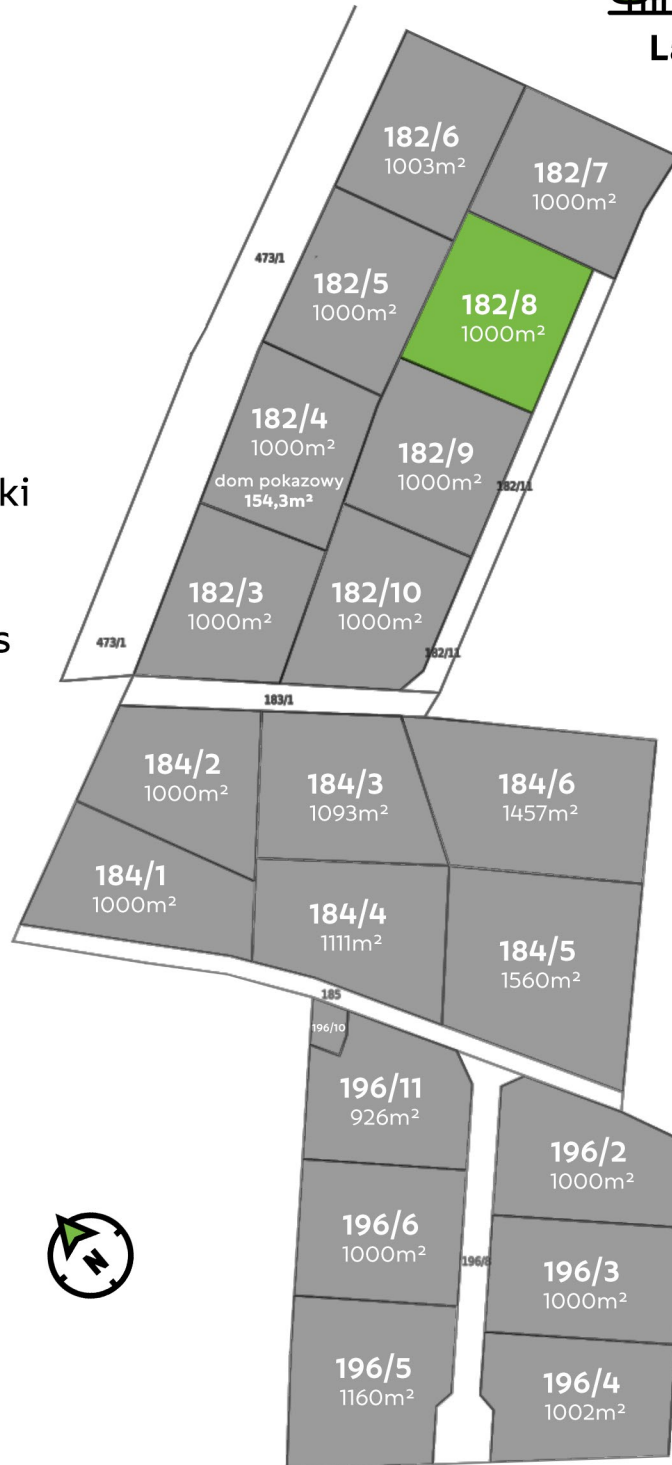 La
182/6
1003m²
182/7
1000m²
473/1
182/5
1000m²
182/8
1000m²
182/4
1000m²
dom pokazowy
154,3m²
182/9
1000m²
ki
182/11
182/3
1000m²
182/10
1000m²
s
473/1
182/11
183/1
184/2
1000m²
184/3
1093m²
184/6
1457m²
184/1
1000m²
184/4
1111m²
184/5
1560m²
185
196/10
196/11
926m²
196/2
1000m²
196/6
1000m²
N
196/8
196/3
1000m²
196/5
1160m²
196/4
1002m²